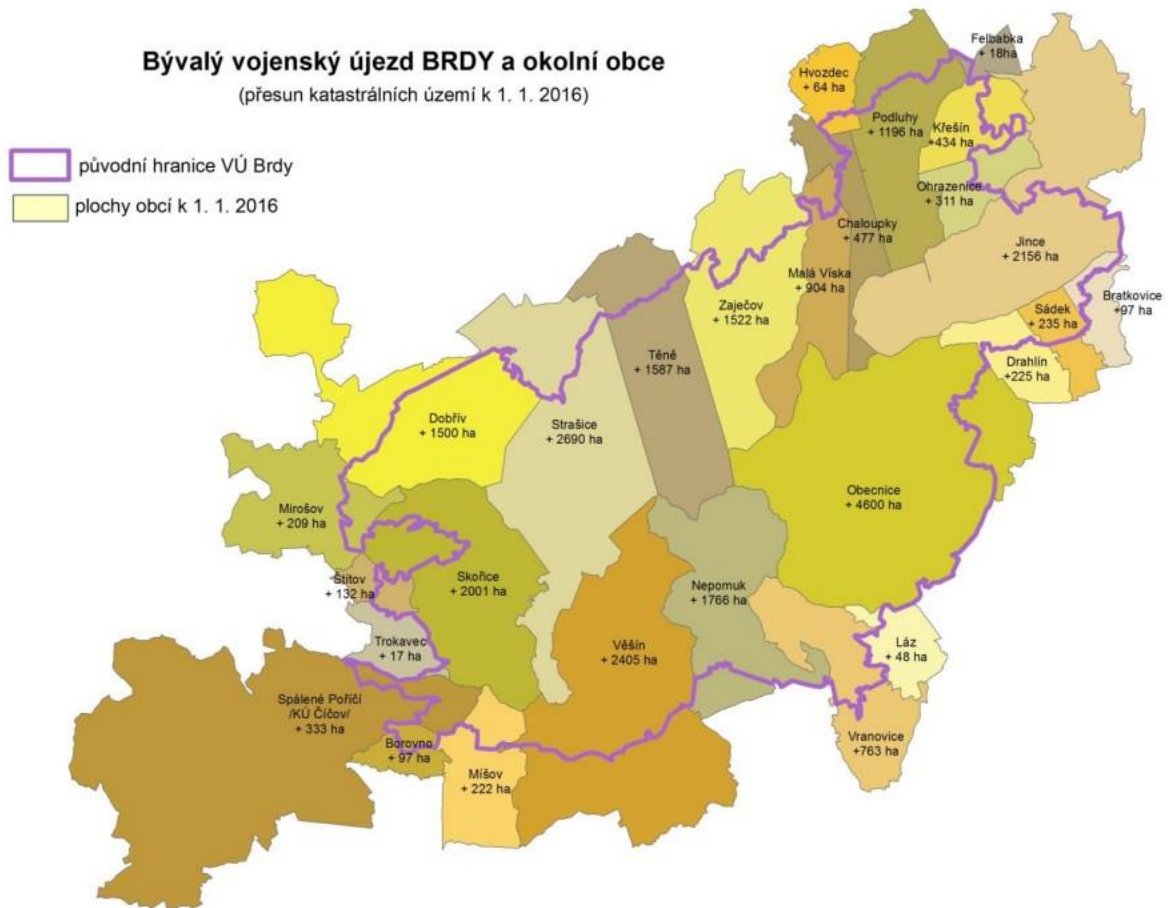 Bývalý vojenský újezd BRDY a okolní obce
(přesun katastrálních území k 1. 1. 2016)
původní hranice VÚ Brdy
plochy obcí k 1. 1. 2016
Felbabka
+ 18ha
Hvozdec
+ 64 ha
Podluhy
+ 1196 ha
Křešín
+434 ha
Ohrazenice
+ 311 ha
Chaloupky
+ 477 ha
Jince
+ 2156 ha
Malá Víska
+ 904 ha
Bratkovice
+97 ha
Sádek
+ 235 ha
Zaječov
+ 1522 ha
Drahlín
+225 ha
Těně
+ 1587 ha
Dobřív
+ 1500 ha
Strašice
+ 2690 ha
Obecnice
+ 4600 ha
Mirošov
+ 209 ha
Štítov
+ 132 ha
Skořice
+ 2001 ha
Nepomuk
+ 1766 ha
Trokavec
+ 17 ha
Věšín
+ 2405 ha
Láz
+ 48 ha
Spálené Poříčí
/KÚ Číčov/
+ 333 ha
Borovno
+ 97 ha
Míšov
+ 222 ha
Vranovice
+763 ha